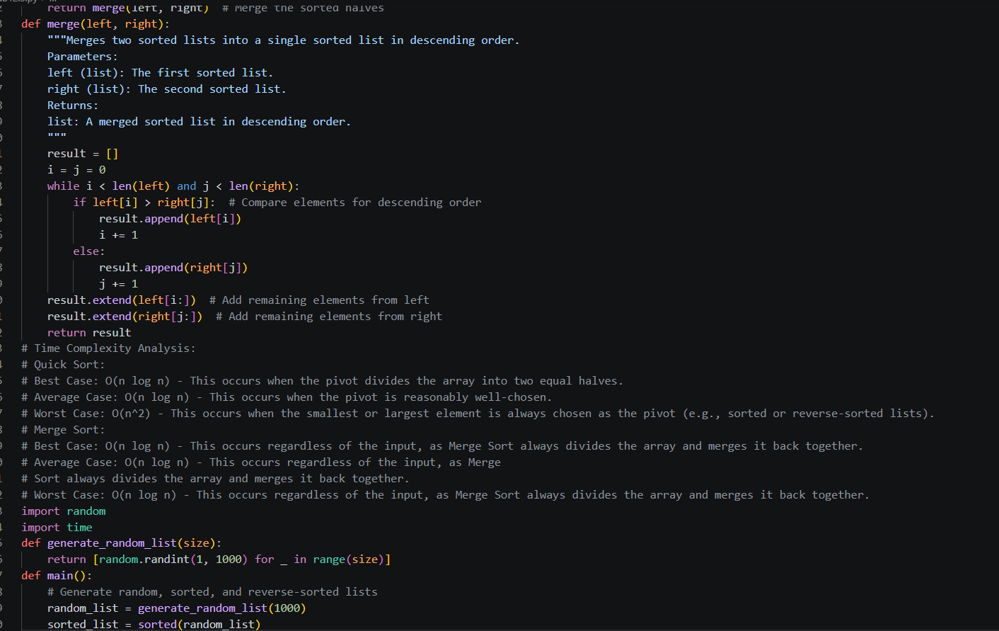 return merge(left, right)  # Merge the sorted halves
def merge(left, right):
    """Merges two sorted lists into a single sorted list in descending order.
    Parameters:
    left (list): The first sorted list.
    right (list): The second sorted list.
    Returns:
    list: A merged sorted list in descending order.
    """
    result = []
    i = j = 0
    while i < len(left) and j < len(right):
        if left[i] > right[j]:  # Compare elements for descending order
            result.append(left[i])
            i += 1
        else:
            result.append(right[j])
            j += 1
    result.extend(left[i:])  # Add remaining elements from left
    result.extend(right[j:])  # Add remaining elements from right
    return result
# Time Complexity Analysis:
# Quick Sort:
# Best Case: O(n log n) - This occurs when the pivot divides the array into two equal halves.
# Average Case: O(n log n) - This occurs when the pivot is reasonably well-chosen.
# Worst Case: O(n^2) - This occurs when the smallest or largest element is always chosen as the pivot (e.g., sorted or reverse-sorted lists).
# Merge Sort:
# Best Case: O(n log n) - This occurs regardless of the input, as Merge Sort always divides the array and merges it back together.
# Average Case: O(n log n) - This occurs regardless of the input, as Merge
# Sort always divides the array and merges it back together.
# Worst Case: O(n log n) - This occurs regardless of the input, as Merge Sort always divides the array and merges it back together.
import random
import time
def generate_random_list(size):
    return [random.randint(1, 1000) for _ in range(size)]
def main():
    # Generate random, sorted, and reverse-sorted lists
    random_list = generate_random_list(1000)
    sorted_list = sorted(random_list)